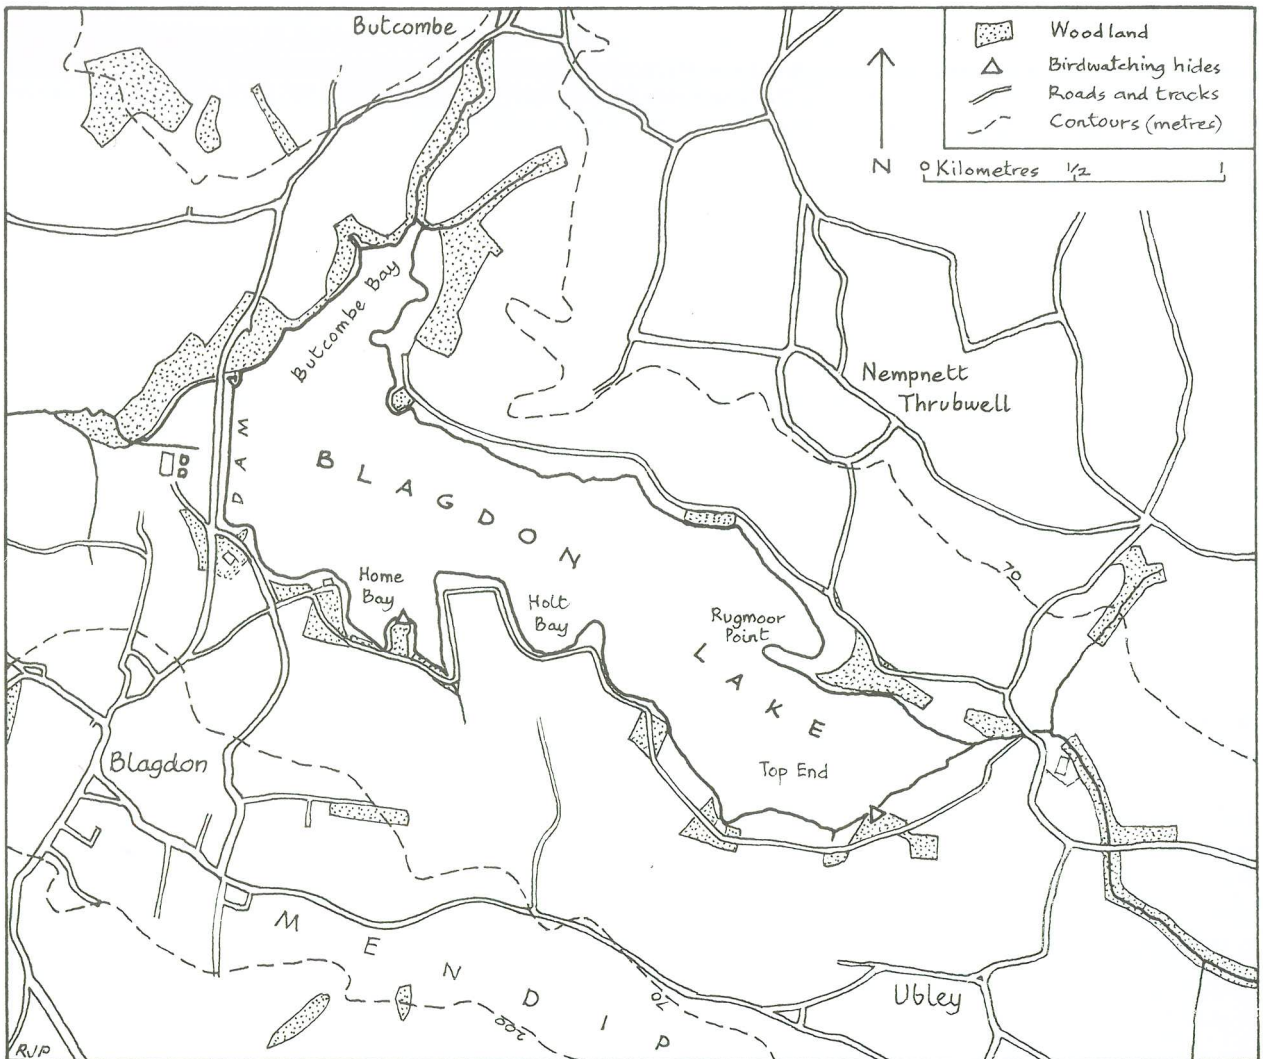 Butcombe
Woodland
Birdwatching hides
Roads and tracks
Contours (metres)
N
0 Kilometres 1/2 1
Butcombe Bay
Nempnett
Thrubwell
DAM
BLAGDON
Home
Bay
Holt
Bay
70
Rugmoor
Point
LAKE
Top End
Blagdon
MENDIP
Ubley
70
200
RJP